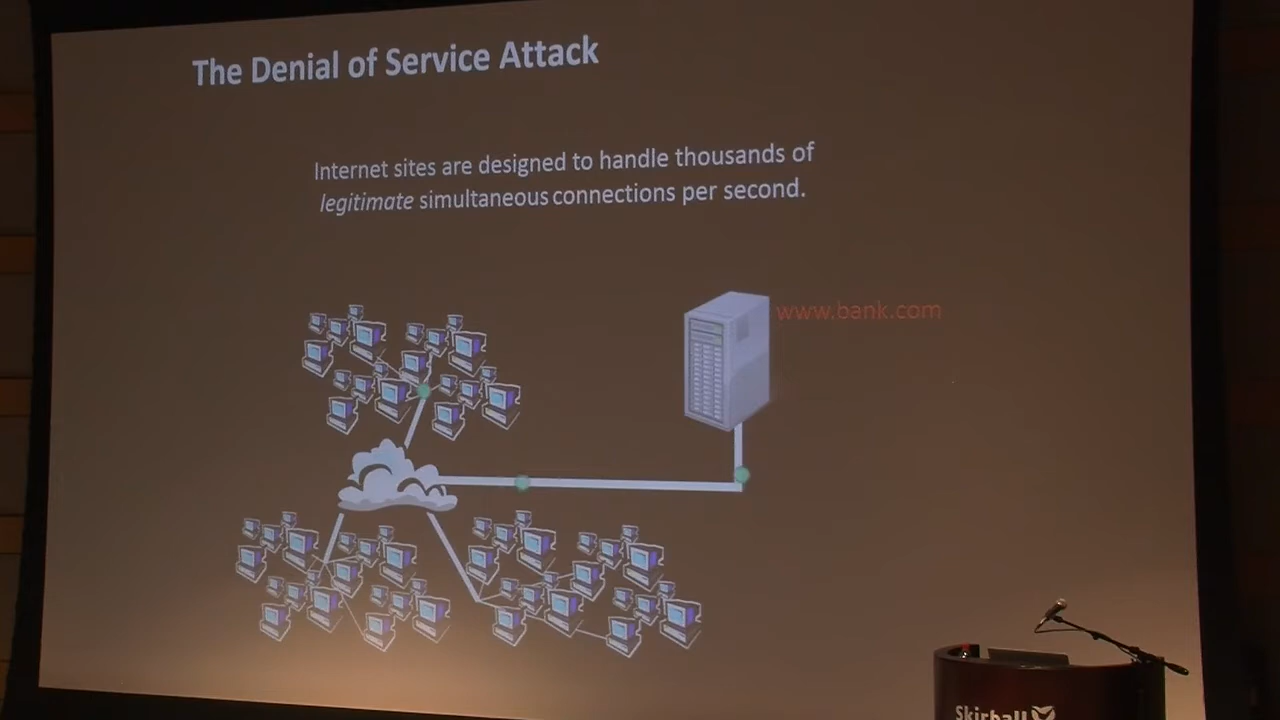 The Denial of Service Attack
Internet sites are designed to handle thousands of
legitimate simultaneous connections per second.
www.bank.com
Skirball